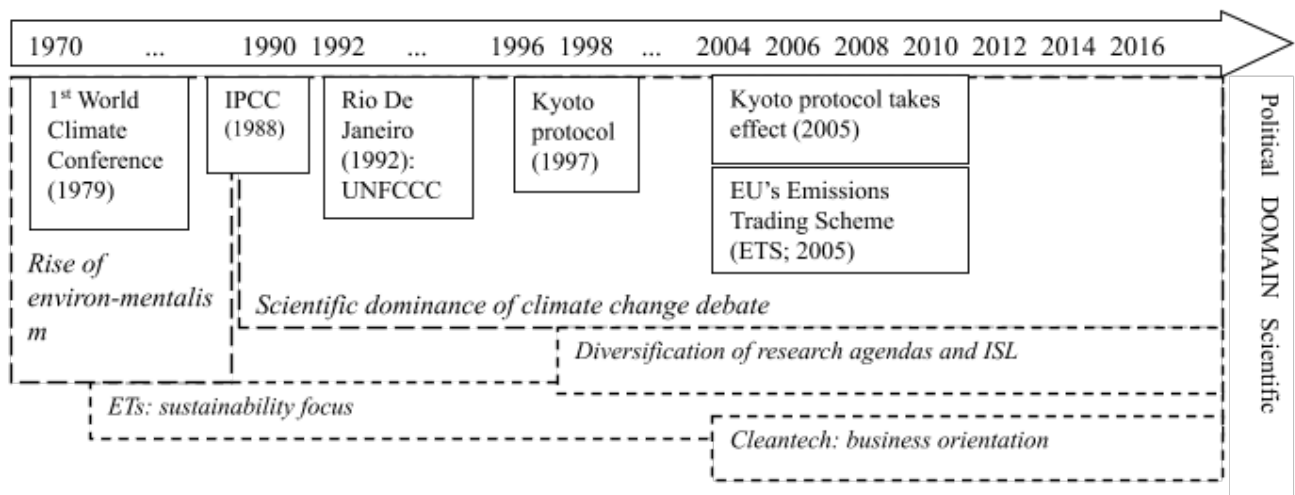 1970 ... 1990 1992 ... 1996 1998 ... 2004 2006 2008 2010 2012 2014 2016
1st World
Climate
Conference
(1979)
IPCC
(1988)
Rio De
Janeiro
(1992):
UNFCCC
Kyoto
protocol
(1997)
Kyoto protocol takes
effect (2005)
EU's Emissions
Trading Scheme
(ETS; 2005)
Rise of
environ-mentalis
m
Scientific dominance of climate change debate
Diversification of research agendas and ISL
ETs: sustainability focus
Cleantech: business orientation
Political DOMAIN Scientific